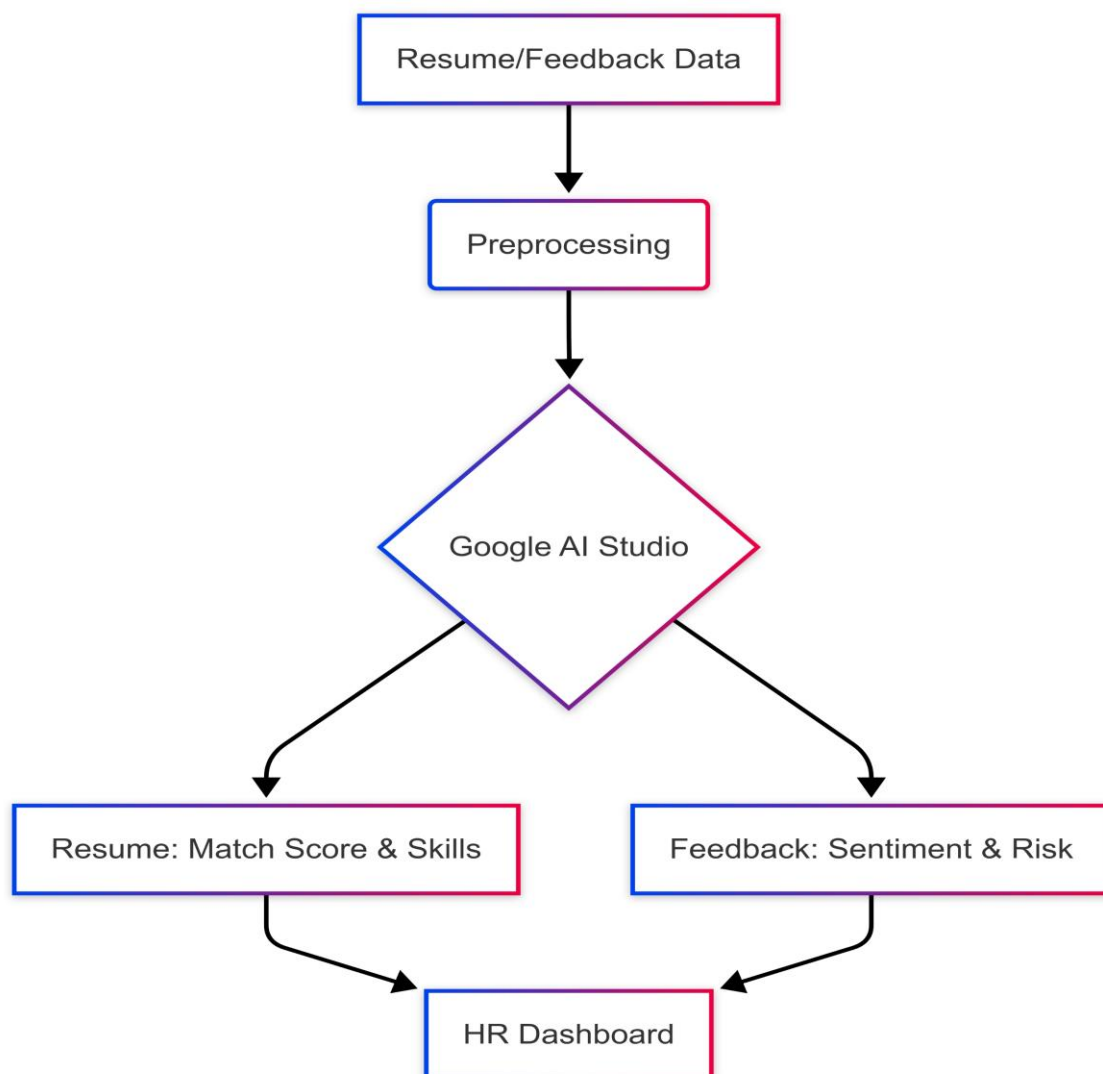 Resume/Feedback Data
Preprocessing
Google AI Studio
Resume: Match Score & Skills
Feedback: Sentiment & Risk
HR Dashboard